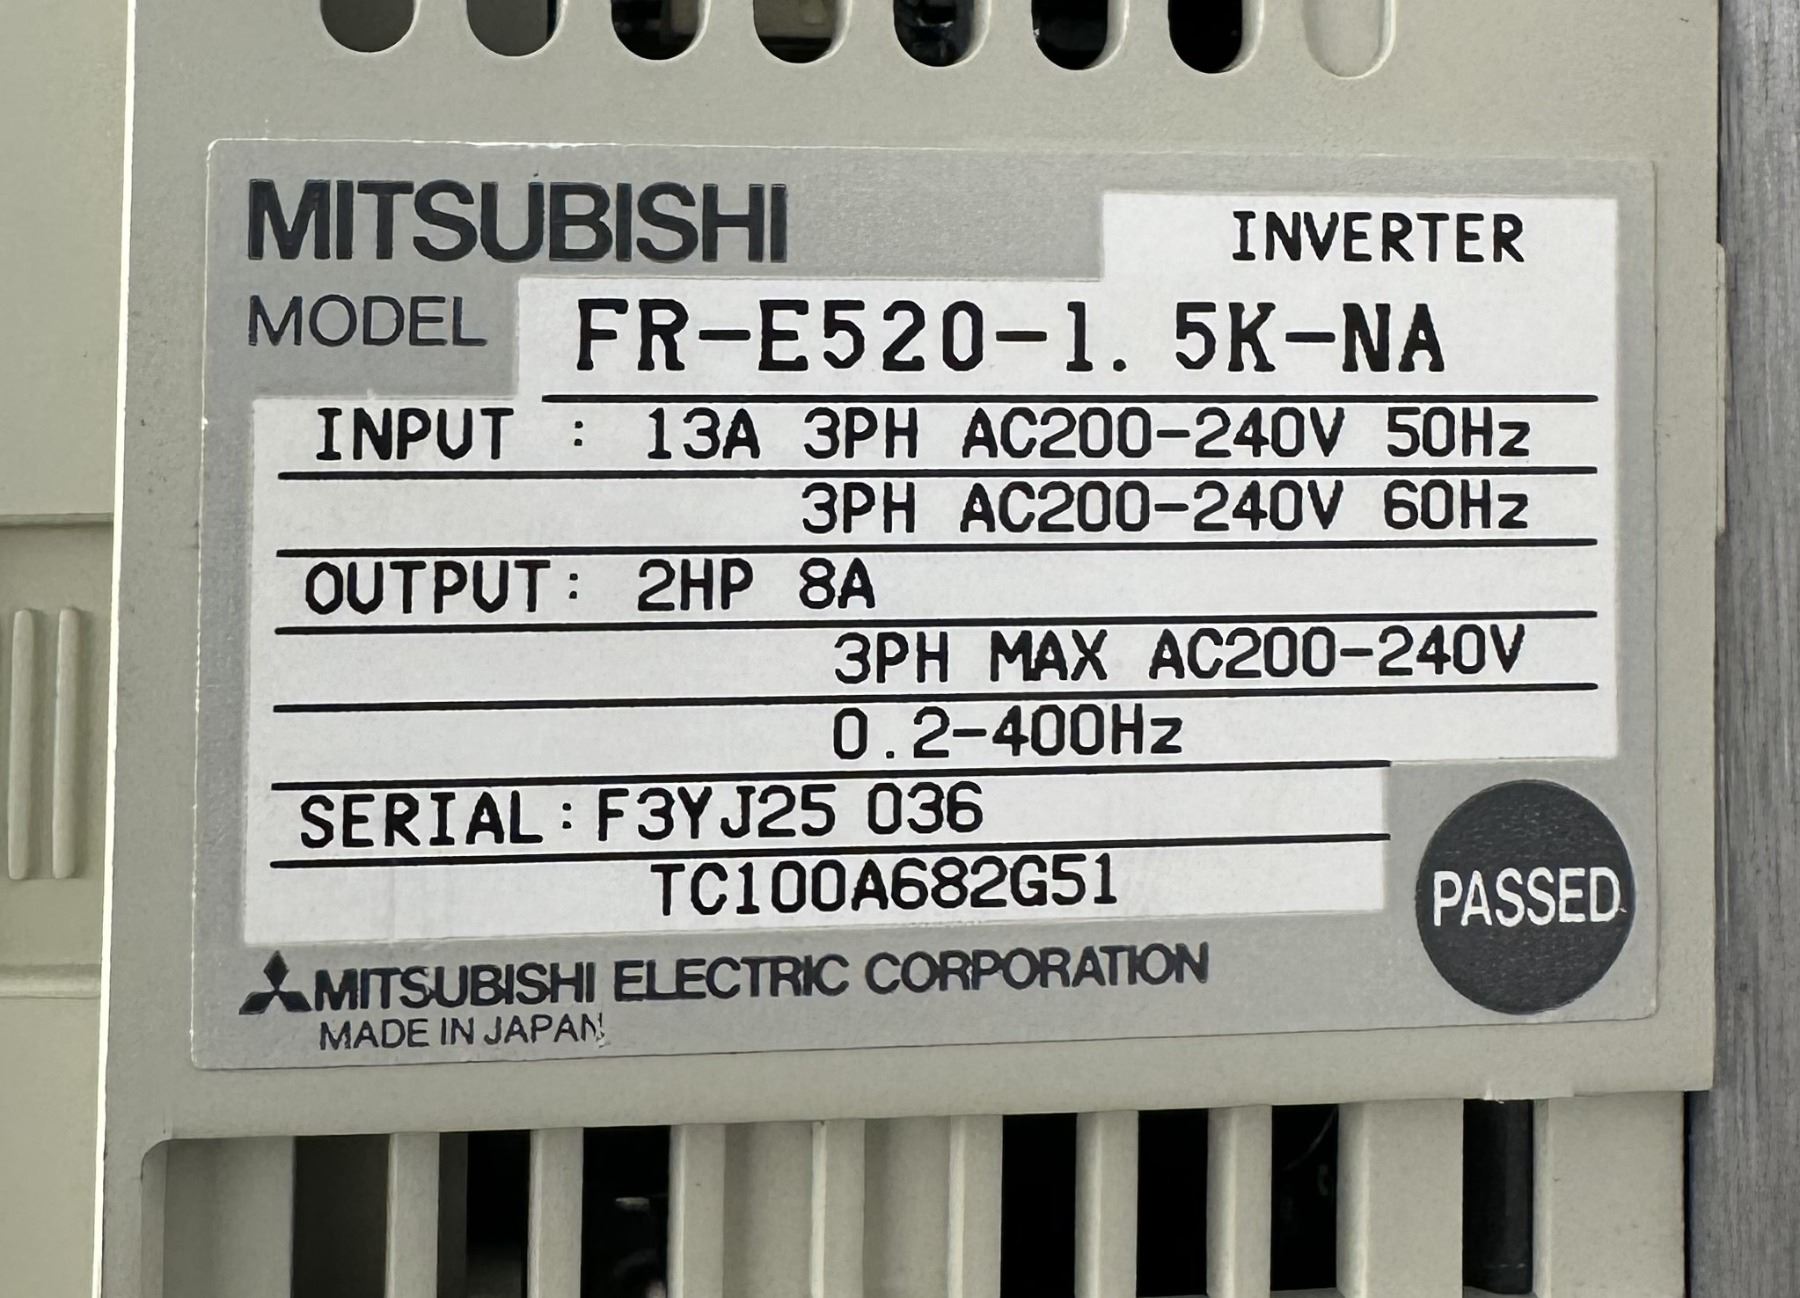 MITSUBISHI
INVERTER
MODEL FR-E520-1.5K-NA
INPUT : 13A 3PH AC200-240V 50Hz
3PH AC200-240V 60Hz
OUTPUT: 2HP 8A
3PH MAX AC200-240V
0.2-400Hz
SERIAL:F3YJ25 036
TC100A682G51
PASSED
MITSUBISHI ELECTRIC CORPORATION
MADE IN JAPAN